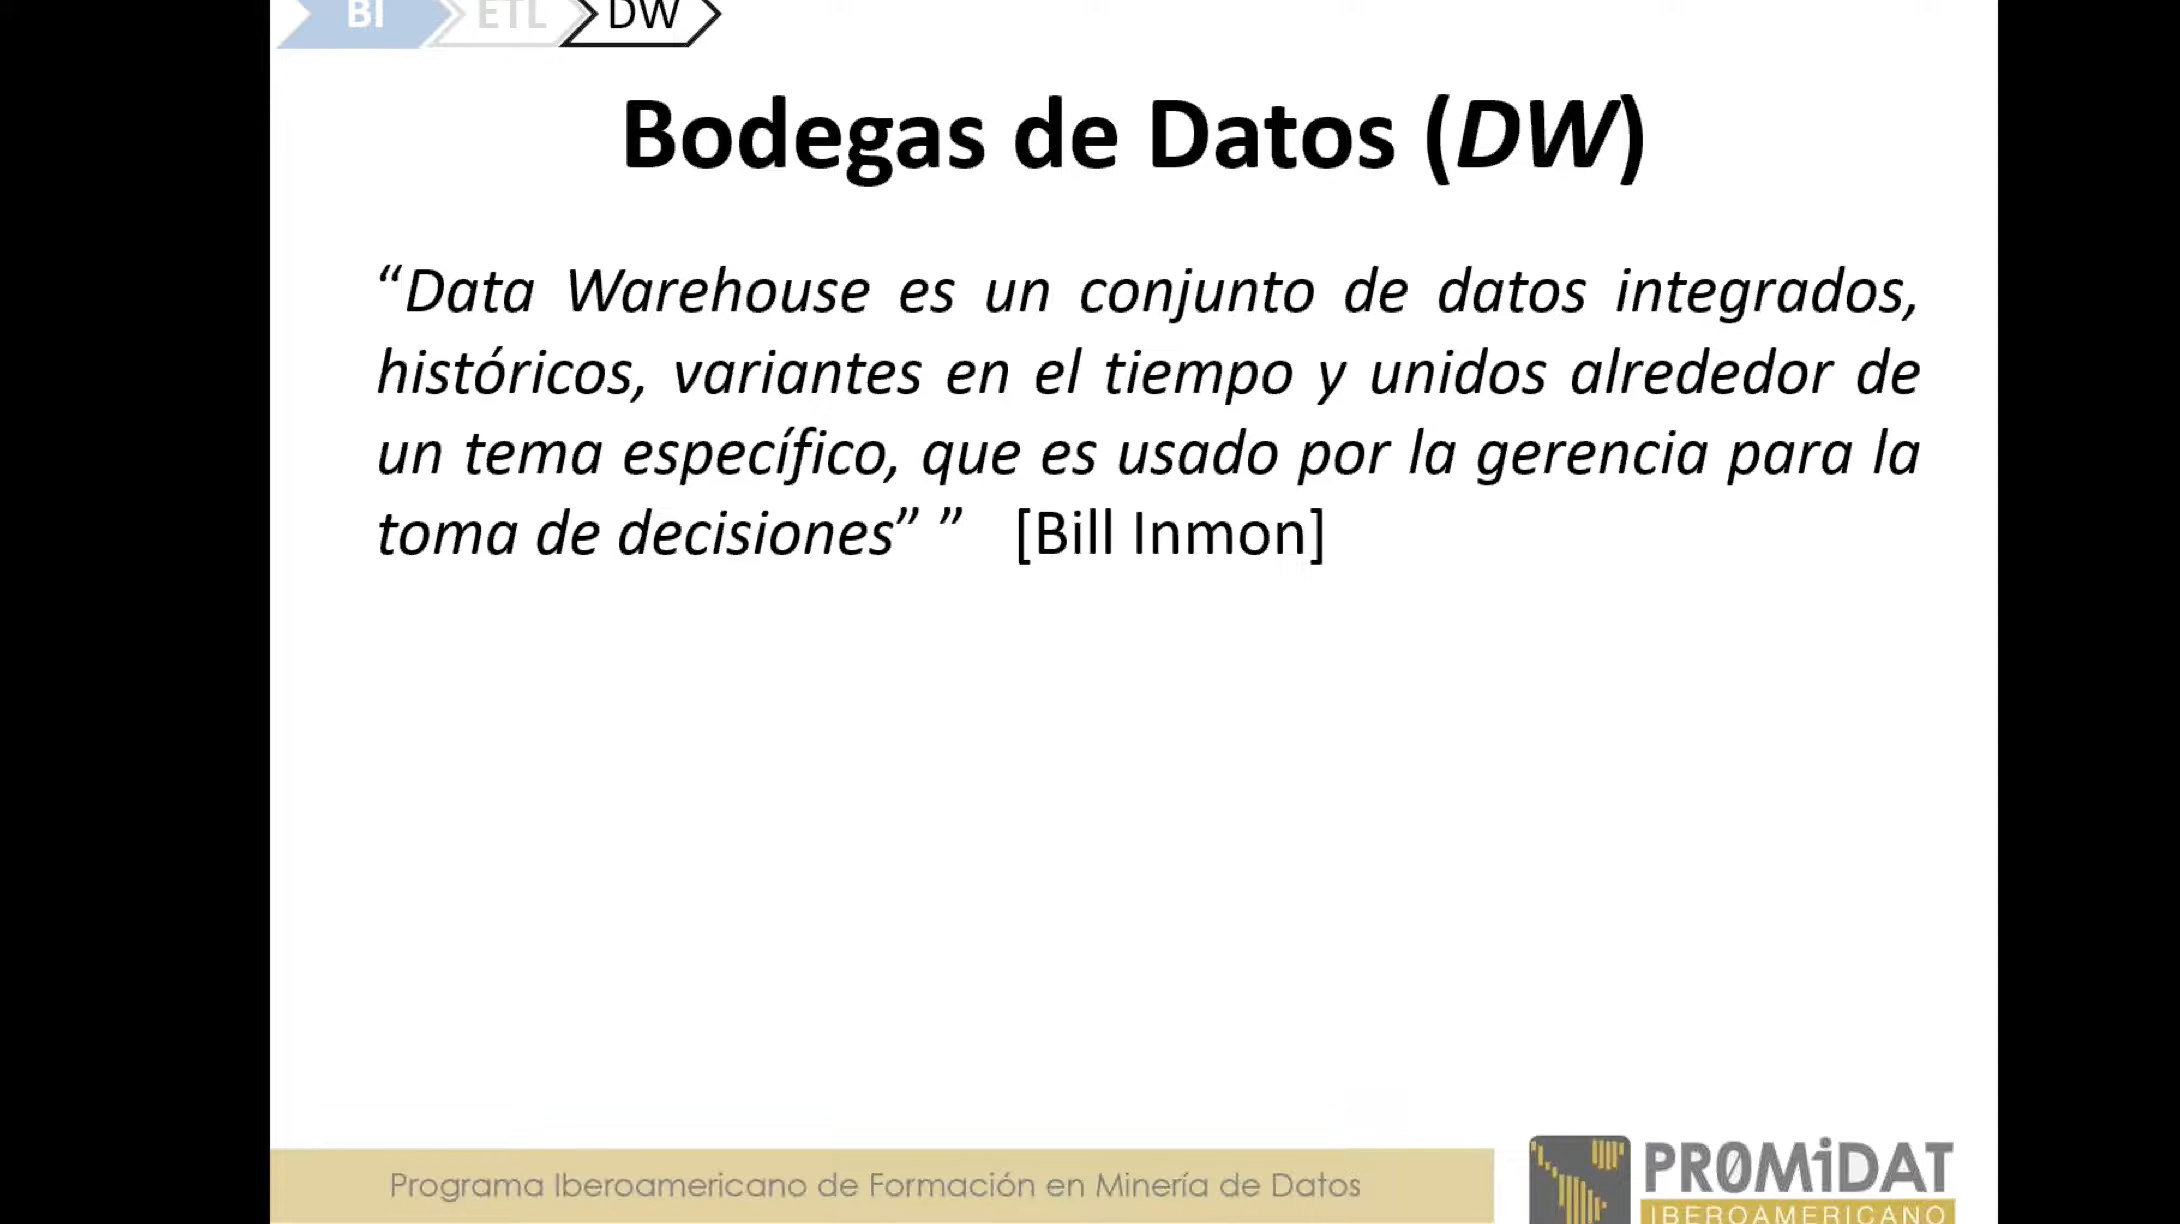 BI ETL DW
Bodegas de Datos (DW)
“Data Warehouse es un conjunto de datos integrados,
históricos, variantes en el tiempo y unidos alrededor de
un tema específico, que es usado por la gerencia para la
toma de decisiones” ” [Bill Inmon]
Programa Iberoamericano de Formación en Minería de Datos
PR0MiDAT
IBEROAMERICANO